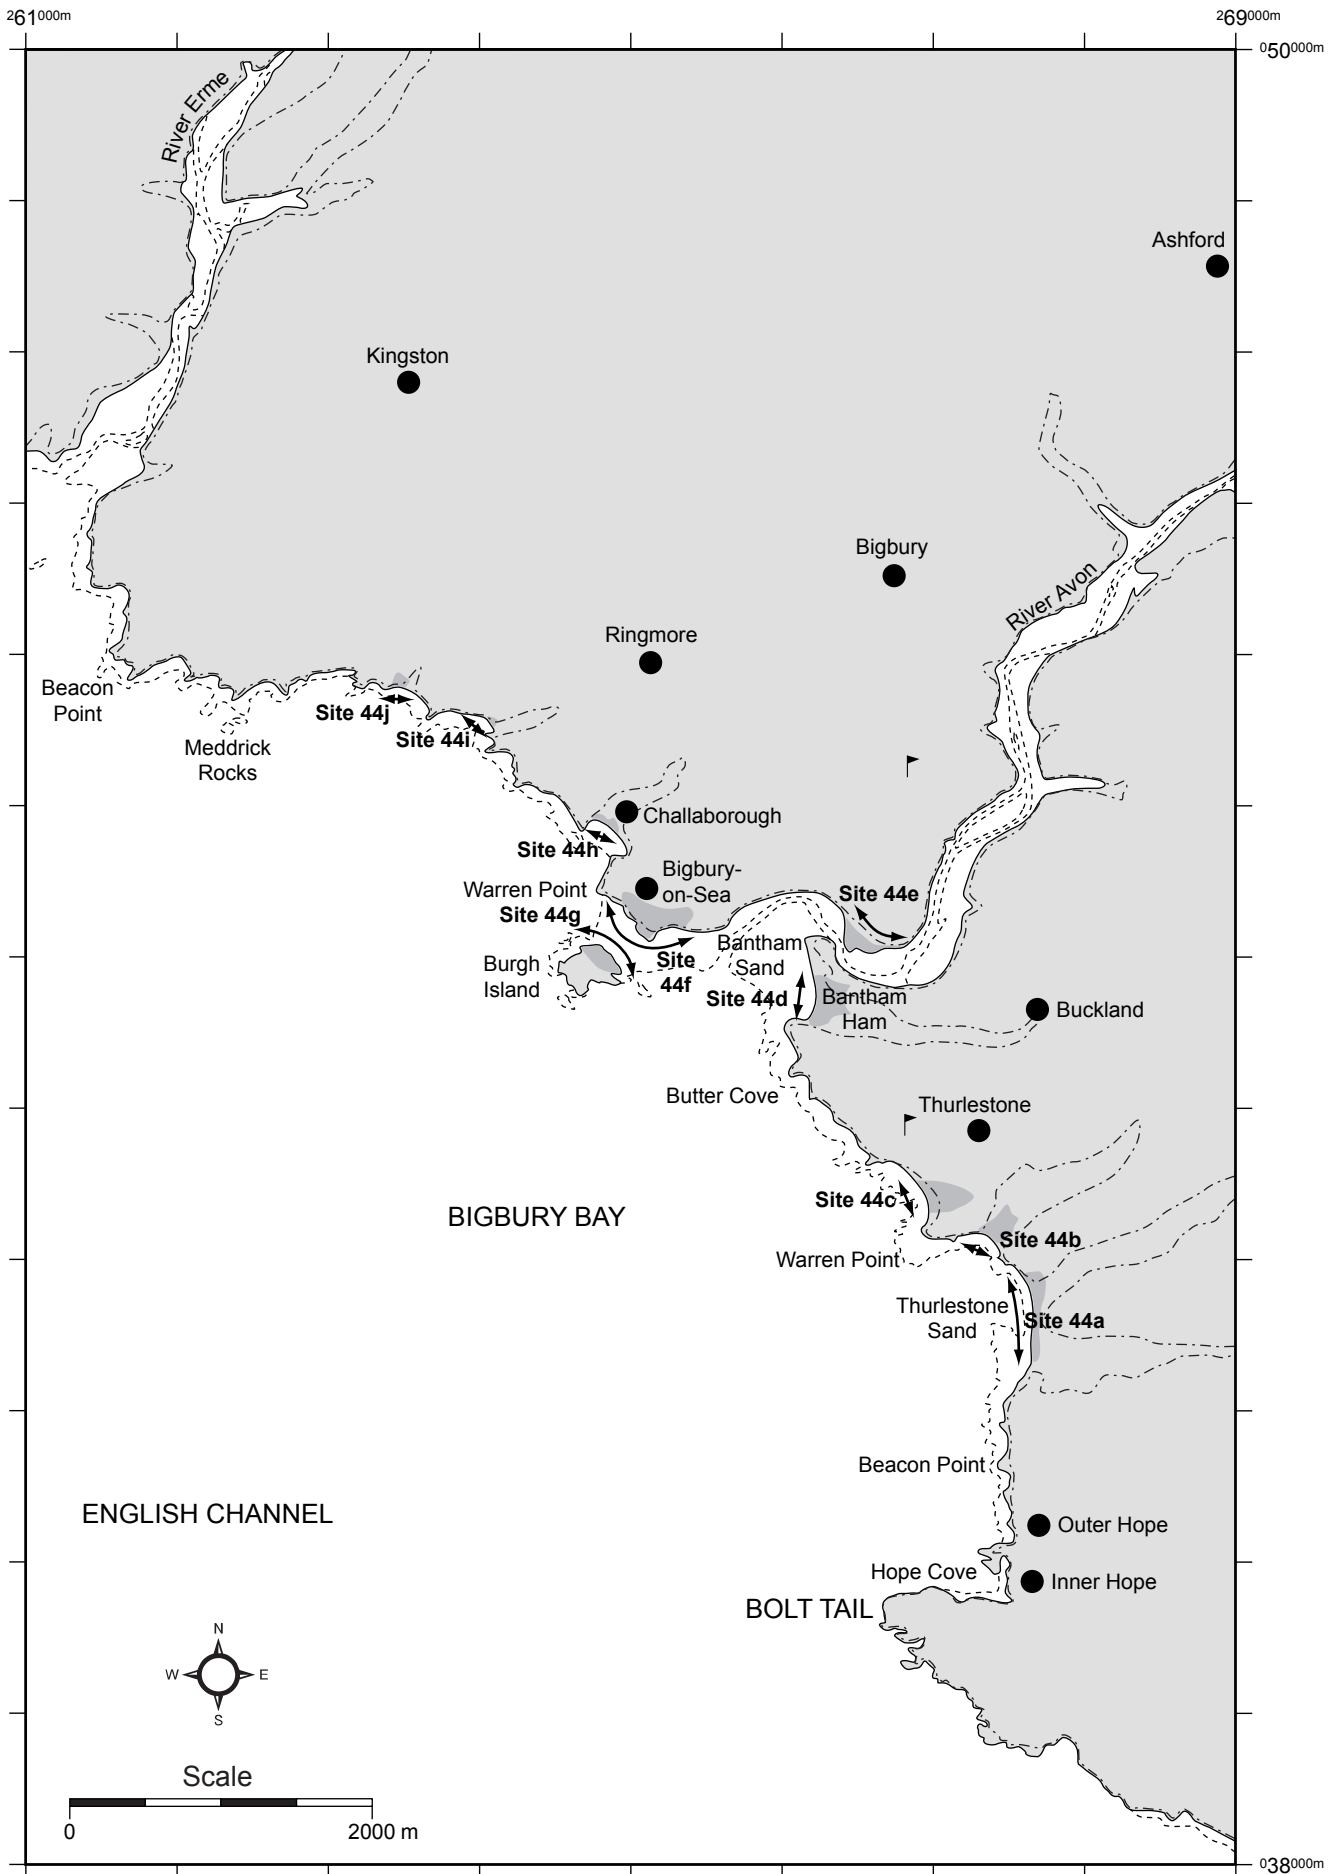 261000m
269000m
050000m
River Erme
Ashford
Kingston
Bigbury
River Avon
Ringmore
Beacon
Point
Site 44j
Site 44i
Meddrick
Rocks
Challaborough
Site 44h
Bigbury-
on-Sea
Warren Point
Site 44g
Site 44e
Burgh
Island
Site
44f
Bantham
Sand
Site 44d
Bantham
Ham
Buckland
Butter Cove
Thurlestone
Site 44c
BIGBURY BAY
Site 44b
Warren Point
Thurlestone
Sand
Site 44a
Beacon Point
ENGLISH CHANNEL
Outer Hope
Hope Cove
Inner Hope
BOLT TAIL
N
W
E
S
Scale
0
2000 m
038000m